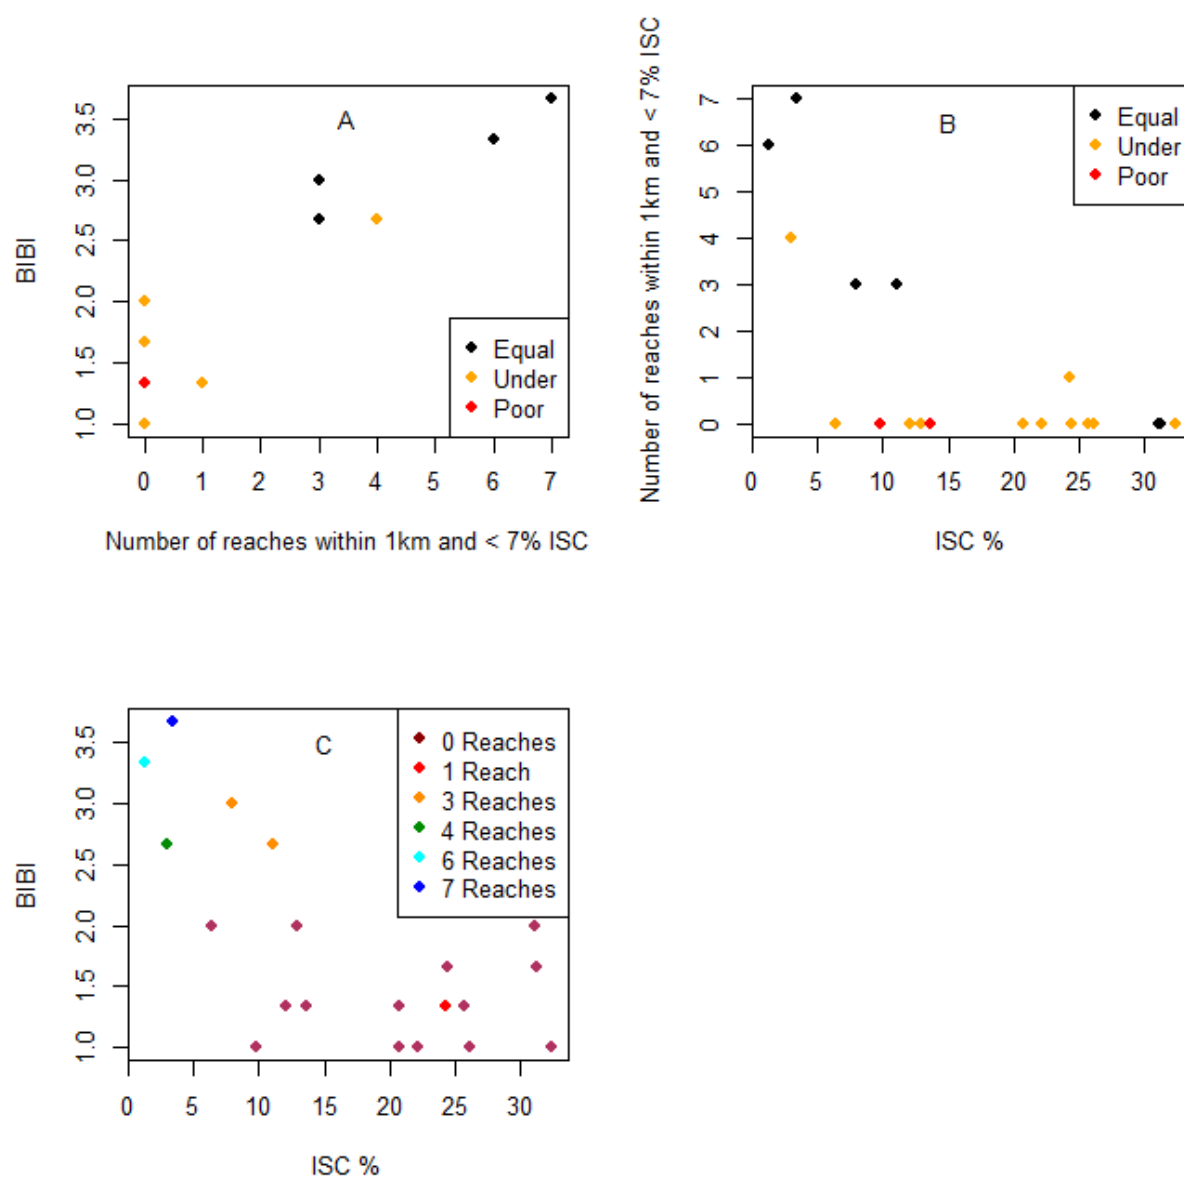 A
BIBI
3.5
3.0
2.5
2.0
1.5
1.0
Equal
Under
Poor
0 1 2 3 4 5 6 7
Number of reaches within 1km and < 7% ISC
B
Number of reaches within 1km and < 7% ISC
7
6
5
4
3
2
1
0
Equal
Under
Poor
0 5 10 15 20 25 30
ISC %
C
BIBI
3.5
3.0
2.5
2.0
1.5
1.0
0 Reaches
1 Reach
3 Reaches
4 Reaches
6 Reaches
7 Reaches
0 5 10 15 20 25 30
ISC %